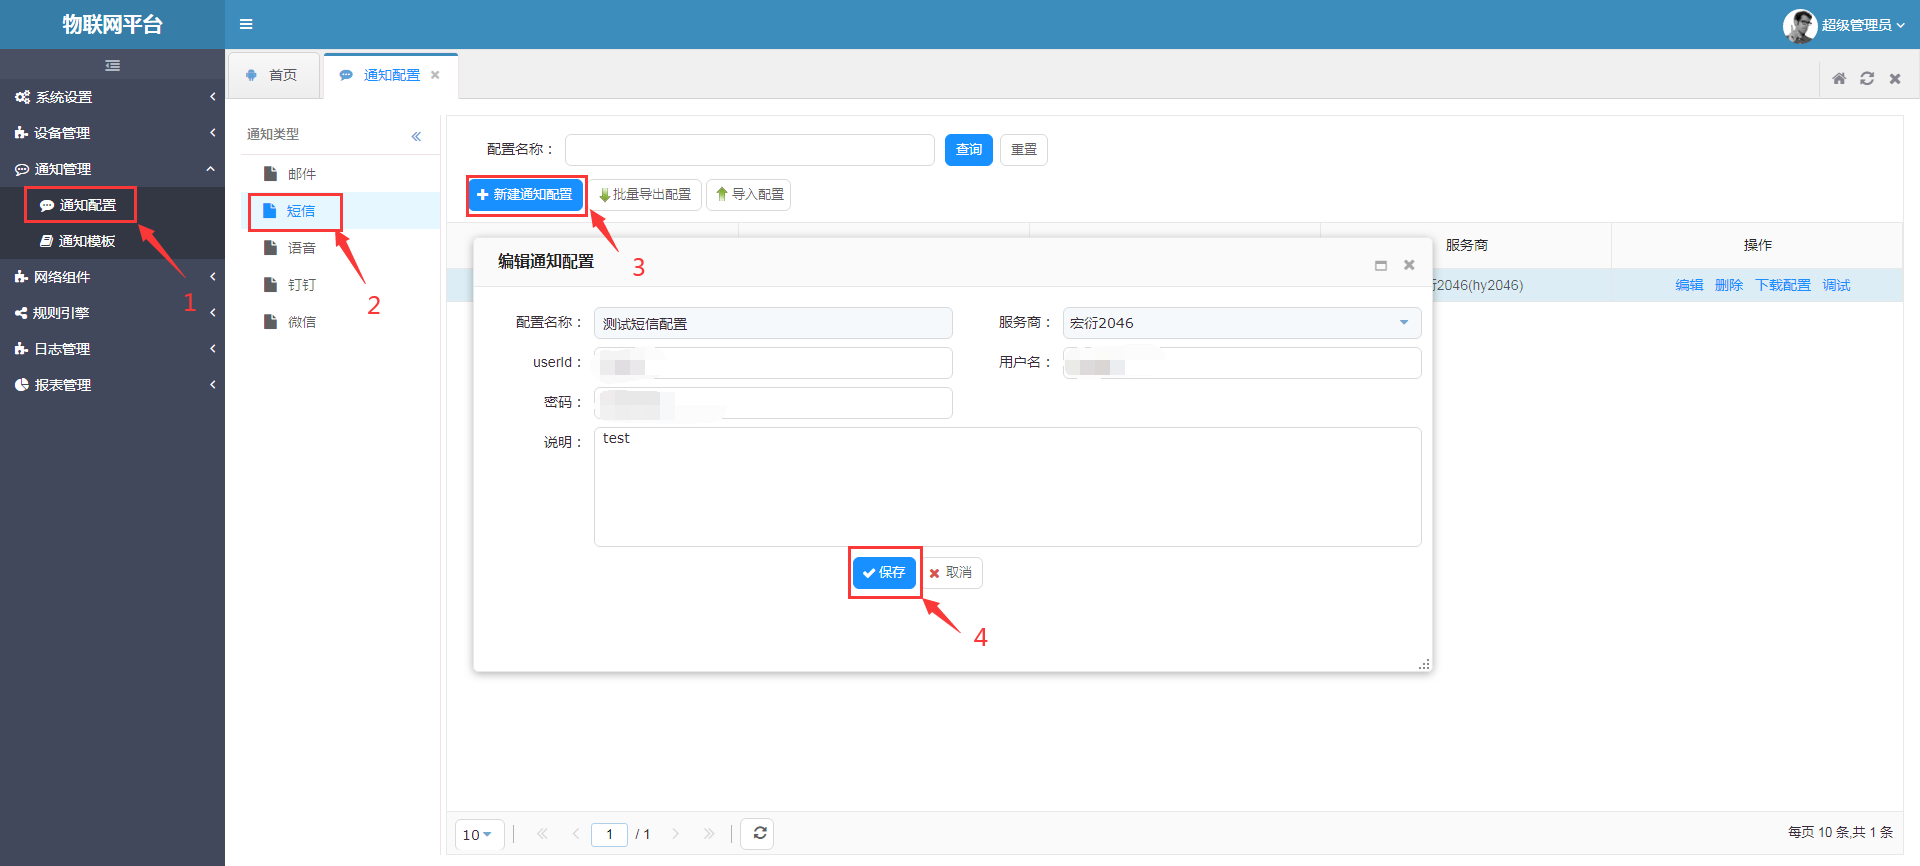 物联网平台
超级管理员
首页
通知配置
系统设置
设备管理
通知管理
通知配置
通知模板
网络组件
规则引擎
日志管理
报表管理
1
通知类型
邮件
短信
语音
钉钉
微信
2
配置名称：
查询
重置
新建通知配置
批量导出配置
导入配置
3
服务商
操作
2046(hy2046)
编辑 删除 下载配置 调试
编辑通知配置
配置名称：
测试短信配置
服务商：
宏衍2046
userId：
用户名：
密码：
说明：
test
保存
取消
4
10
1 / 1
每页 10 条,共 1 条